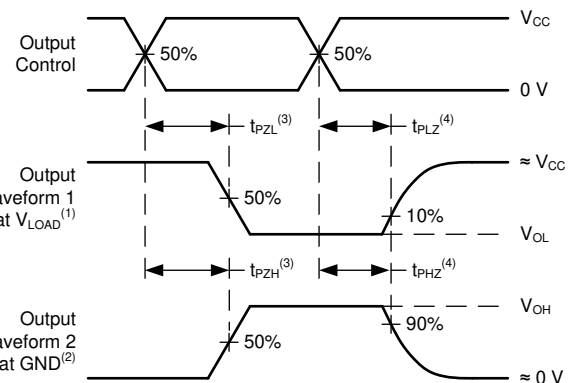 Output
Control
50%
50%
V_CC
0 V
t_PZL^(3)
t_PLZ^(4)
Output
aveform 1
at V_LOAD^(1)
50%
10%
≈ V_CC
V_OL
t_PZH^(3)
t_PHZ^(4)
Output
aveform 2
at GND^(2)
50%
90%
V_OH
≈ 0 V